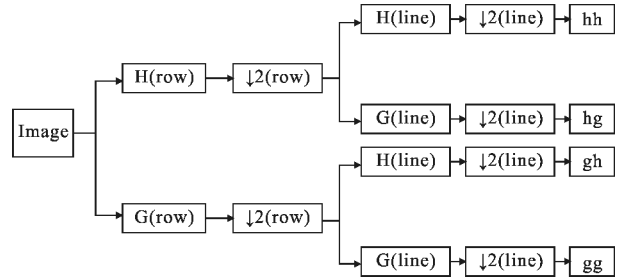 H(line) ↓2(line) hh
H(row) ↓2(row)
G(line) ↓2(line) hg
Image
H(line) ↓2(line) gh
G(row) ↓2(row)
G(line) ↓2(line) gg